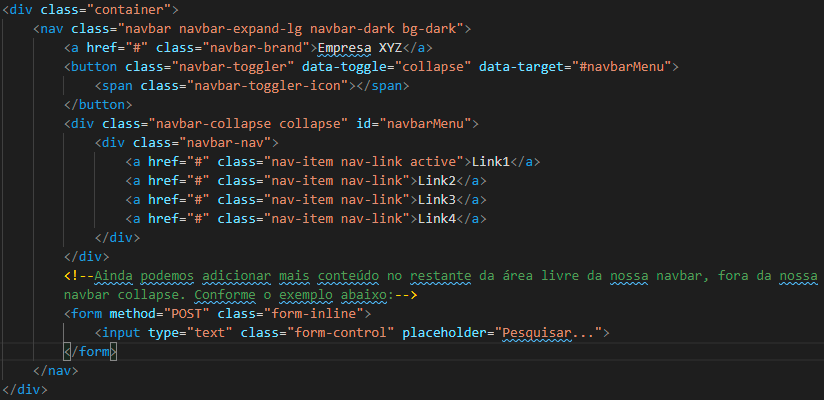 <div class="container">
<nav class="navbar navbar-expand-lg navbar-dark bg-dark">
<a href="#" class="navbar-brand">Empresa XYZ</a>
<button class="navbar-toggler" data-toggle="collapse" data-target="#navbarMenu">
<span class="navbar-toggler-icon"></span>
</button>
<div class="navbar-collapse collapse" id="navbarMenu">
<div class="navbar-nav">
<a href="#" class="nav-item nav-link active">Link1</a>
<a href="#" class="nav-item nav-link">Link2</a>
<a href="#" class="nav-item nav-link">Link3</a>
<a href="#" class="nav-item nav-link">Link4</a>
</div>
</div>
<!--Ainda podemos adicionar mais conteúdo no restante da área livre da nossa navbar, fora da nossa
navbar collapse. Conforme o exemplo abaixo:-->
<form method="POST" class="form-inline">
<input type="text" class="form-control" placeholder="Pesquisar...">
</form>
</nav>
</div>